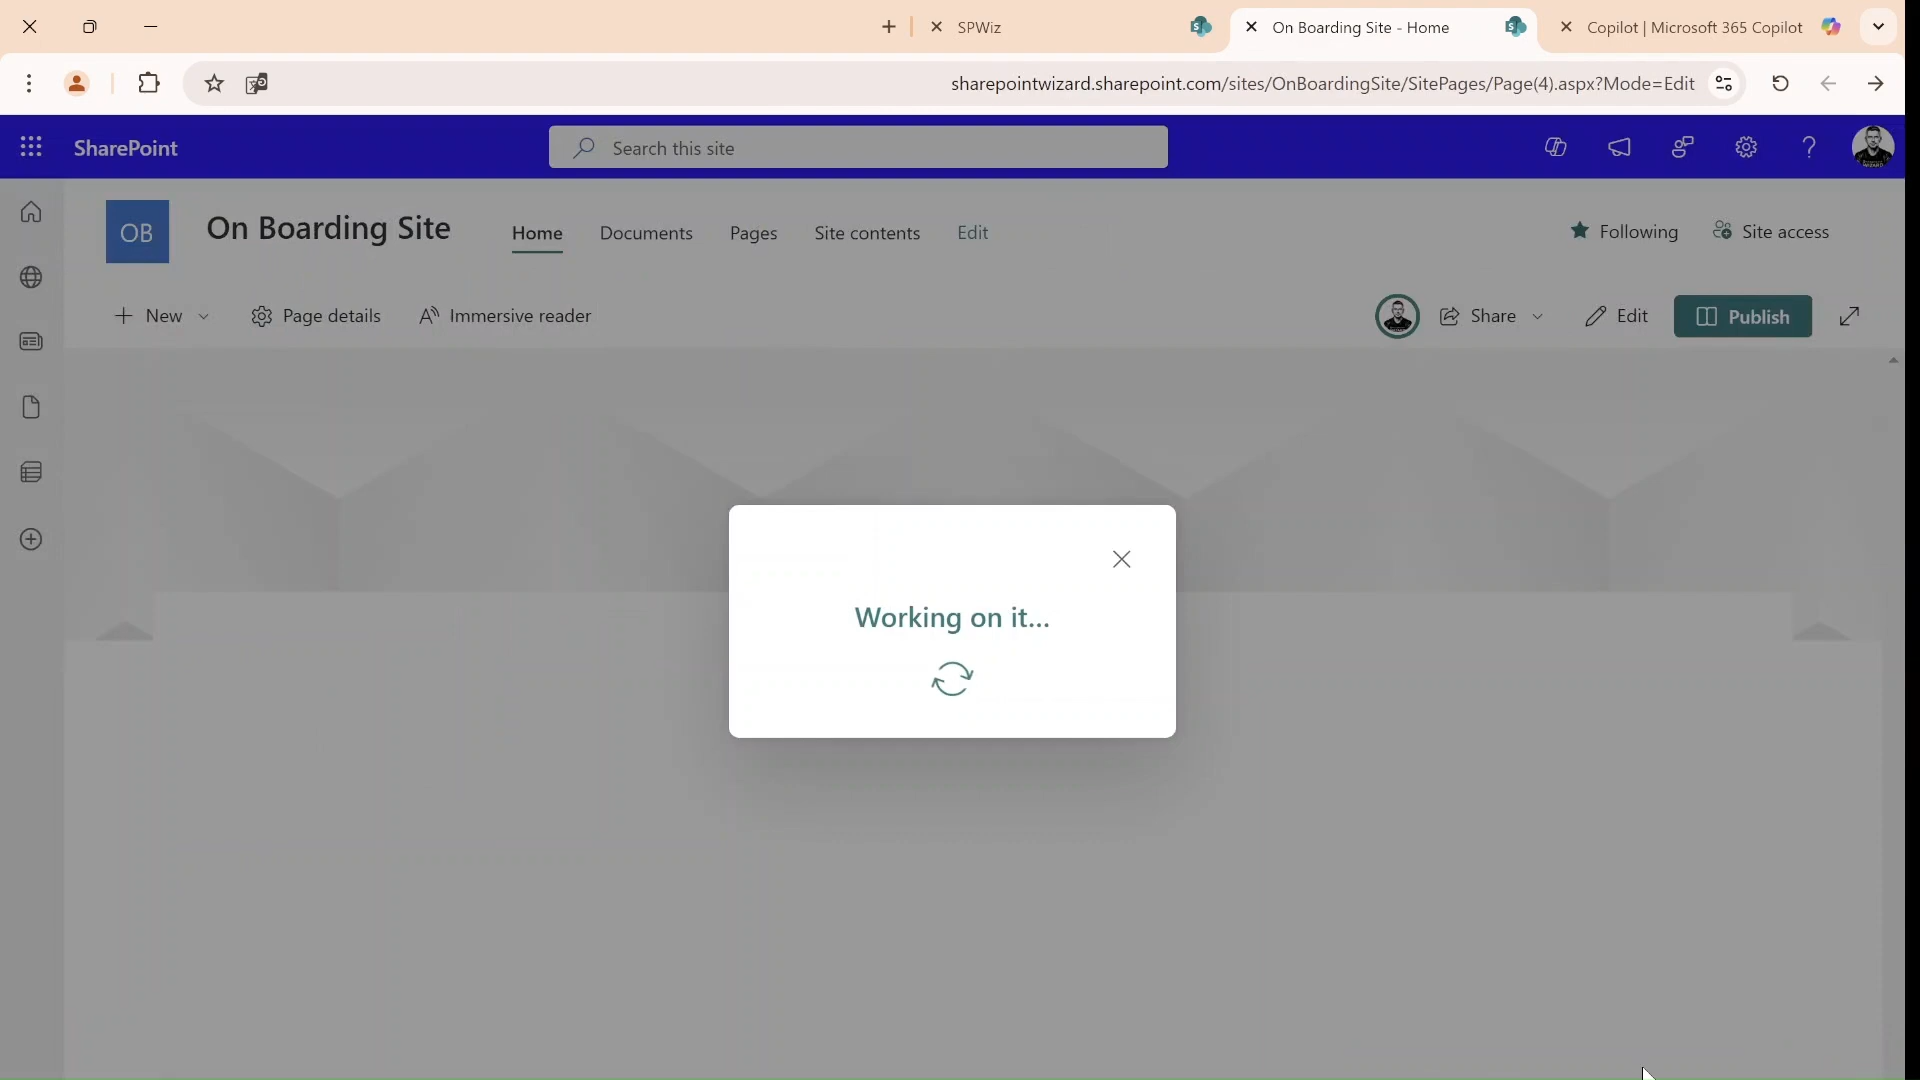 SPWiz
On Boarding Site - Home
Copilot | Microsoft 365 Copilot
sharepointwizard.sharepoint.com/sites/OnBoardingSite/SitePages/Page(4).aspx?Mode=Edit
SharePoint
Search this site
OB
On Boarding Site
Home
Documents
Pages
Site contents
Edit
Following
Site access
New
Page details
Immersive reader
Share
Edit
Publish
Working on it...